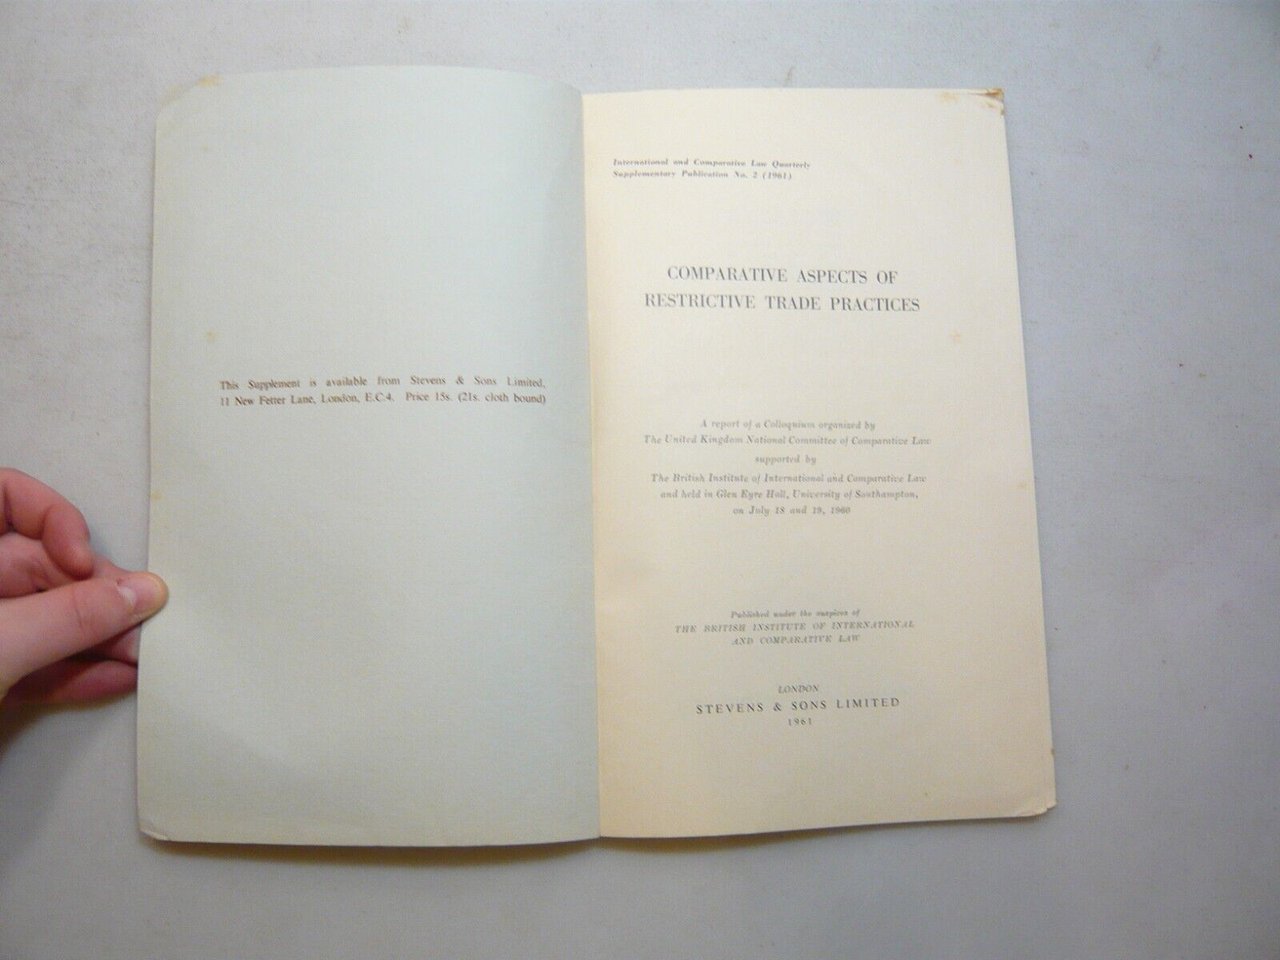 This Supplement is available from Stevens & Sons Limited,
11 New Fetter Lane, London, E.C.4. Price 15s. (21s. cloth bound)
International and Comparative Law Quarterly
Supplementary Publication No. 2 (1961)
COMPARATIVE ASPECTS OF
RESTRICTIVE TRADE PRACTICES
A report of a Colloquium organised by
The United Kingdom National Committee of Comparative Law
supported by
The British Institute of International and Comparative Law
and held in Glen Eyre Hall, University of Southampton,
on July 18 and 19, 1960
Published under the auspices of
THE BRITISH INSTITUTE OF INTERNATIONAL
AND COMPARATIVE LAW
LONDON
STEVENS & SONS LIMITED
1961